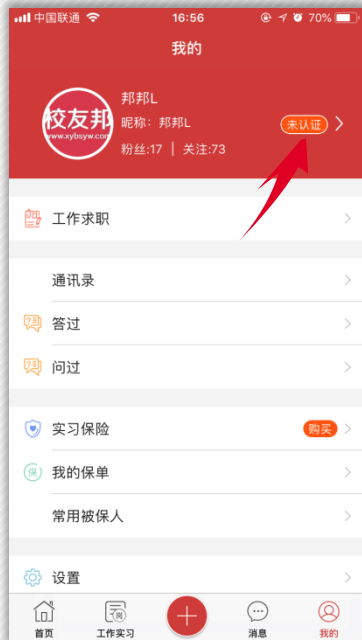 中国联通 16:56 70%
我的
校友邦
www.xybsyw.com
邦邦L
昵称：邦邦L
粉丝:17 | 关注:73
未认证
工作求职
通讯录
答过
问过
实习保险 购买
保 我的保单
常用被保人
设置
首页 工作实习 消息 我的